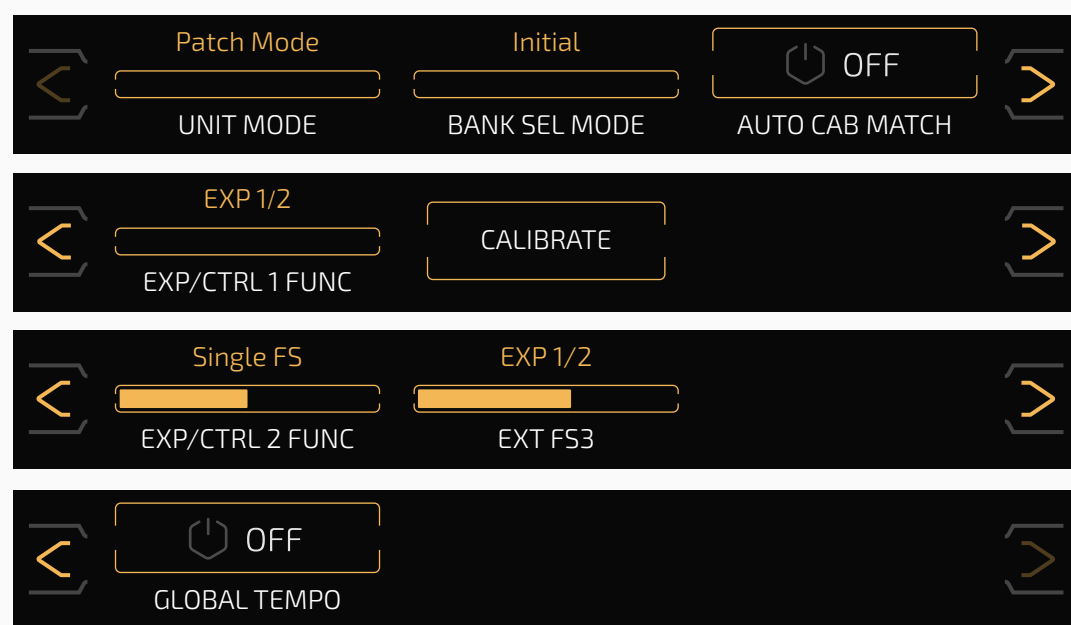 Patch Mode
Initial
OFF
UNIT MODE
BANK SEL MODE
AUTO CAB MATCH
EXP 1/2
CALIBRATE
EXP/CTRL 1 FUNC
Single FS
EXP 1/2
EXP/CTRL 2 FUNC
EXT FS3
OFF
GLOBAL TEMPO